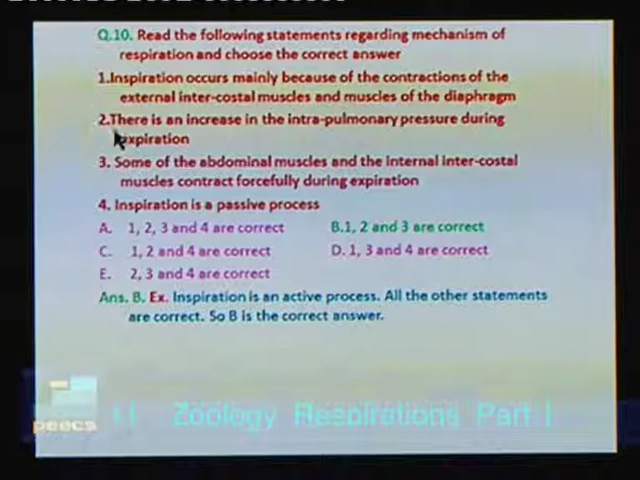 Q.10. Read the following statements regarding mechanism of
respiration and choose the correct answer
1.Inspiration occurs mainly because of the contractions of the
external inter-costal muscles and muscles of the diaphragm
2.There is an increase in the intra-pulmonary pressure during
expiration
3. Some of the abdominal muscles and the internal inter-costal
muscles contract forcefully during expiration
4. Inspiration is a passive process
A. 1, 2, 3 and 4 are correct B.1, 2 and 3 are correct
C. 1, 2 and 4 are correct D. 1, 3 and 4 are correct
E. 2, 3 and 4 are correct
Ans. B. Ex. Inspiration is an active process. All the other statements
are correct. So B is the correct answer.
11 Zoology Respirations Part I
peecs